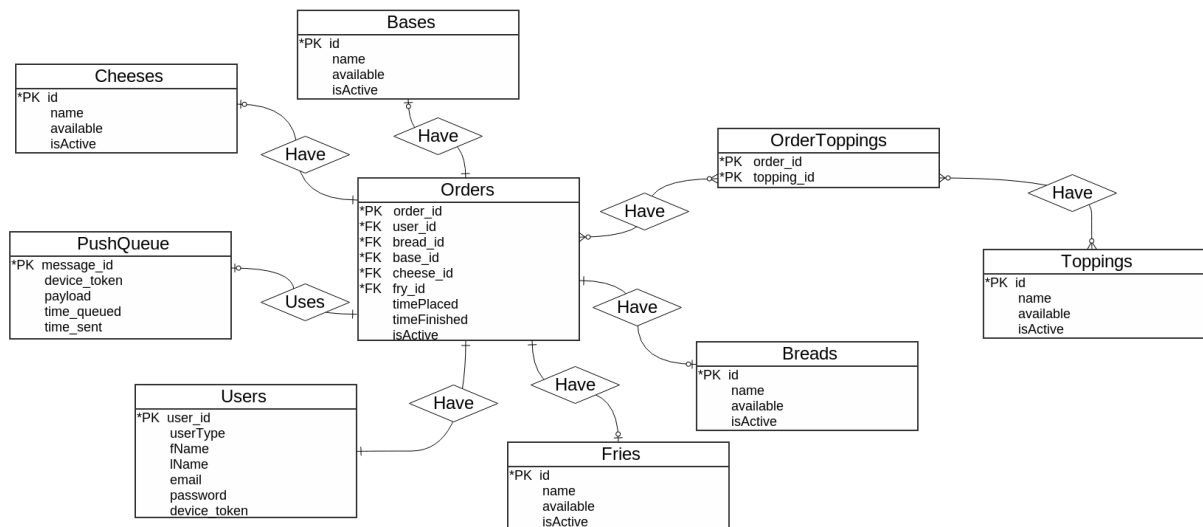 Bases
*PK id
name
available
isActive
Cheeses
*PK id
name
available
isActive
Have
Have
OrderToppings
*PK order_id
*PK topping_id
Have
Have
Orders
*PK order_id
*FK user_id
*FK bread_id
*FK base_id
*FK cheese_id
*FK fry_id
timePlaced
timeFinished
isActive
PushQueue
*PK message_id
device_token
payload
time_queued
time_sent
Uses
Toppings
*PK id
name
available
isActive
Have
Breads
*PK id
name
available
isActive
Users
*PK user_id
userType
fName
lName
email
password
device_token
Have
Have
Fries
*PK id
name
available
isActive